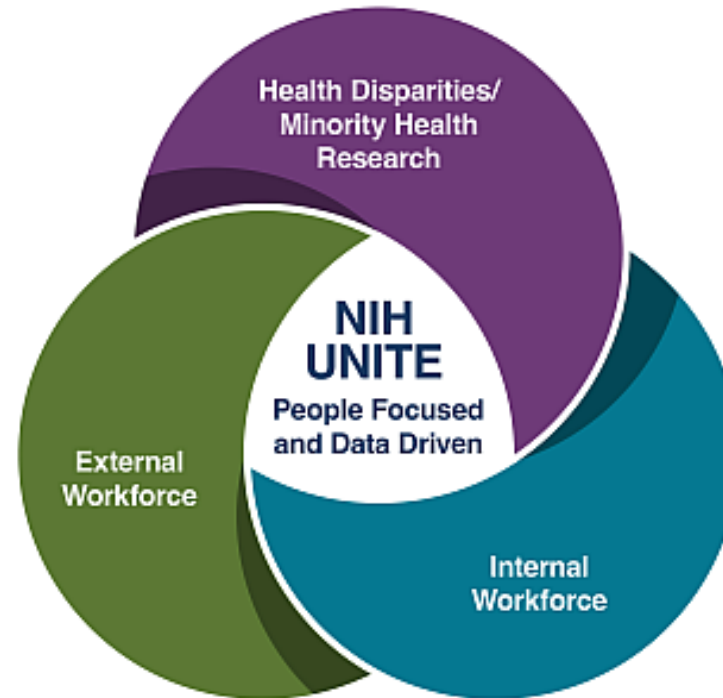 Health Disparities/
Minority Health
Research
NIH
UNITE
People Focused
and Data Driven
External
Workforce
Internal
Workforce